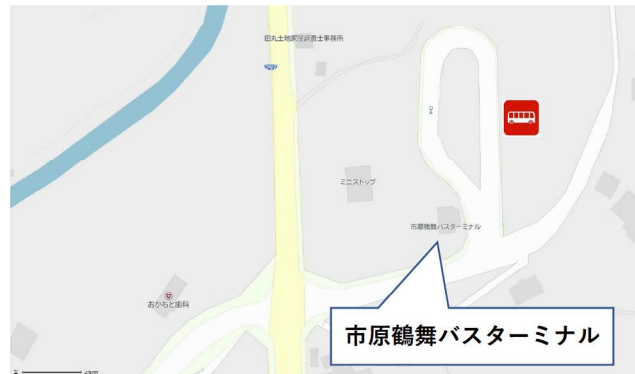 田丸土地家屋調査士事務所
297
ミニストップ
市原鶴舞バスターミナル
おかもと歯科
市原鶴舞バスターミナル